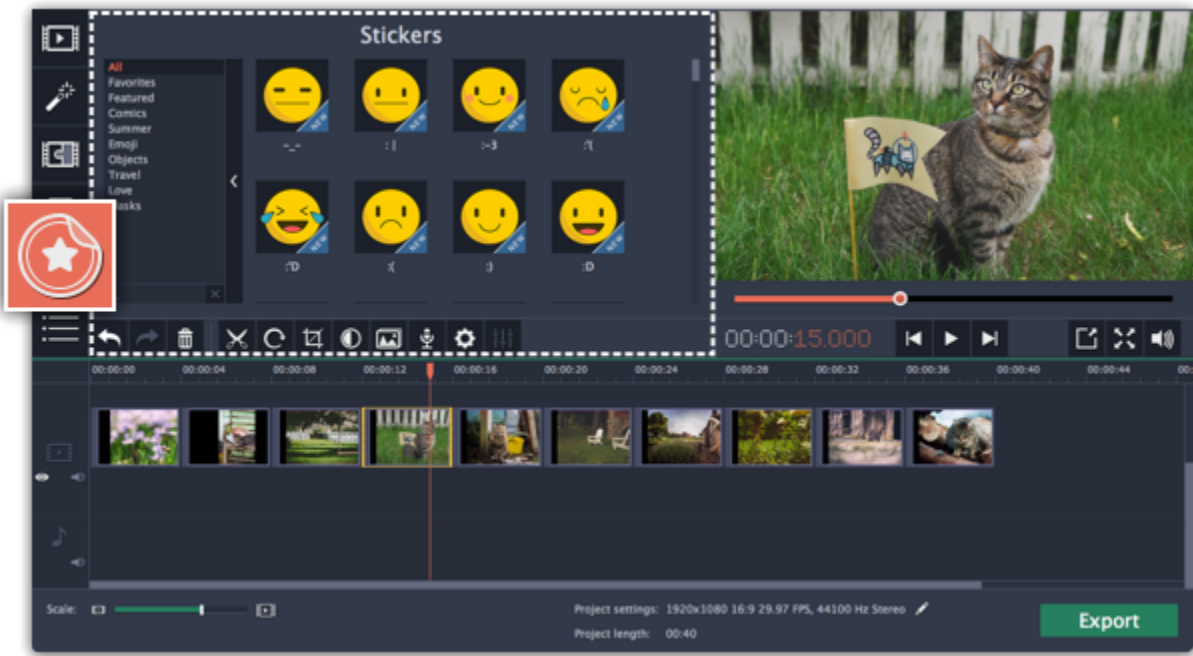 Stickers
All
Favorites
Featured
Comics
Summer
Emoji
Objects
Travel
Love
Masks
NEW NEW NEW NEW
-_- :| :-3 :'(
NEW NEW NEW NEW
:'D :( :) :D
00:00:15.000
00:00:00 00:00:04 00:00:08 00:00:12 00:00:16 00:00:20 00:00:24 00:00:28 00:00:32 00:00:36 00:00:40 00:00:44 00:
Scale:
Project settings: 1920x1080 16:9 29.97 FPS, 44100 Hz Stereo
Project length: 00:40
Export